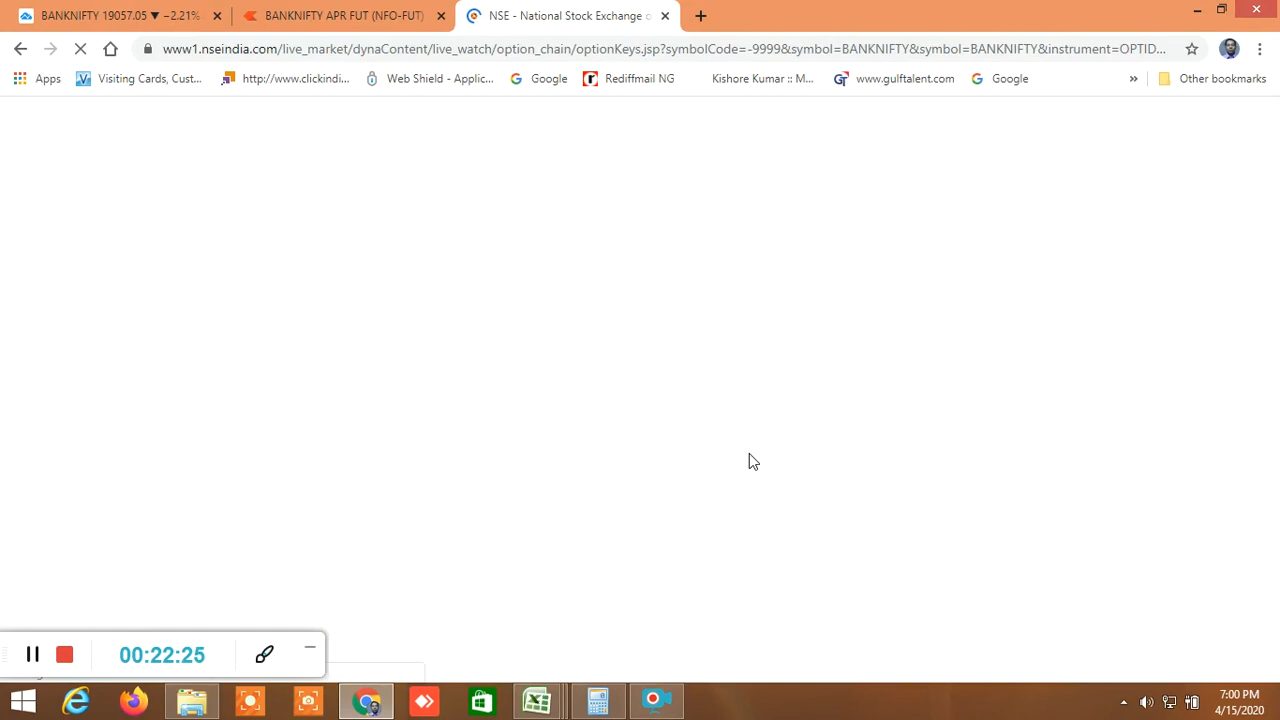 BANKNIFTY 19057.05 ▼ −2.21%
BANKNIFTY APR FUT (NFO-FUT)
NSE - National Stock Exchange o
www1.nseindia.com/live_market/dynaContent/live_watch/option_chain/optionKeys.jsp?symbolCode=-9999&symbol=BANKNIFTY&symbol=BANKNIFTY&instrument=OPTID...
Apps
Visiting Cards, Cust...
http://www.clickindi...
Web Shield - Applic...
Google
Rediffmail NG
Kishore Kumar :: M...
www.gulftalent.com
Google
»
Other bookmarks
00:22:25
7:00 PM
4/15/2020